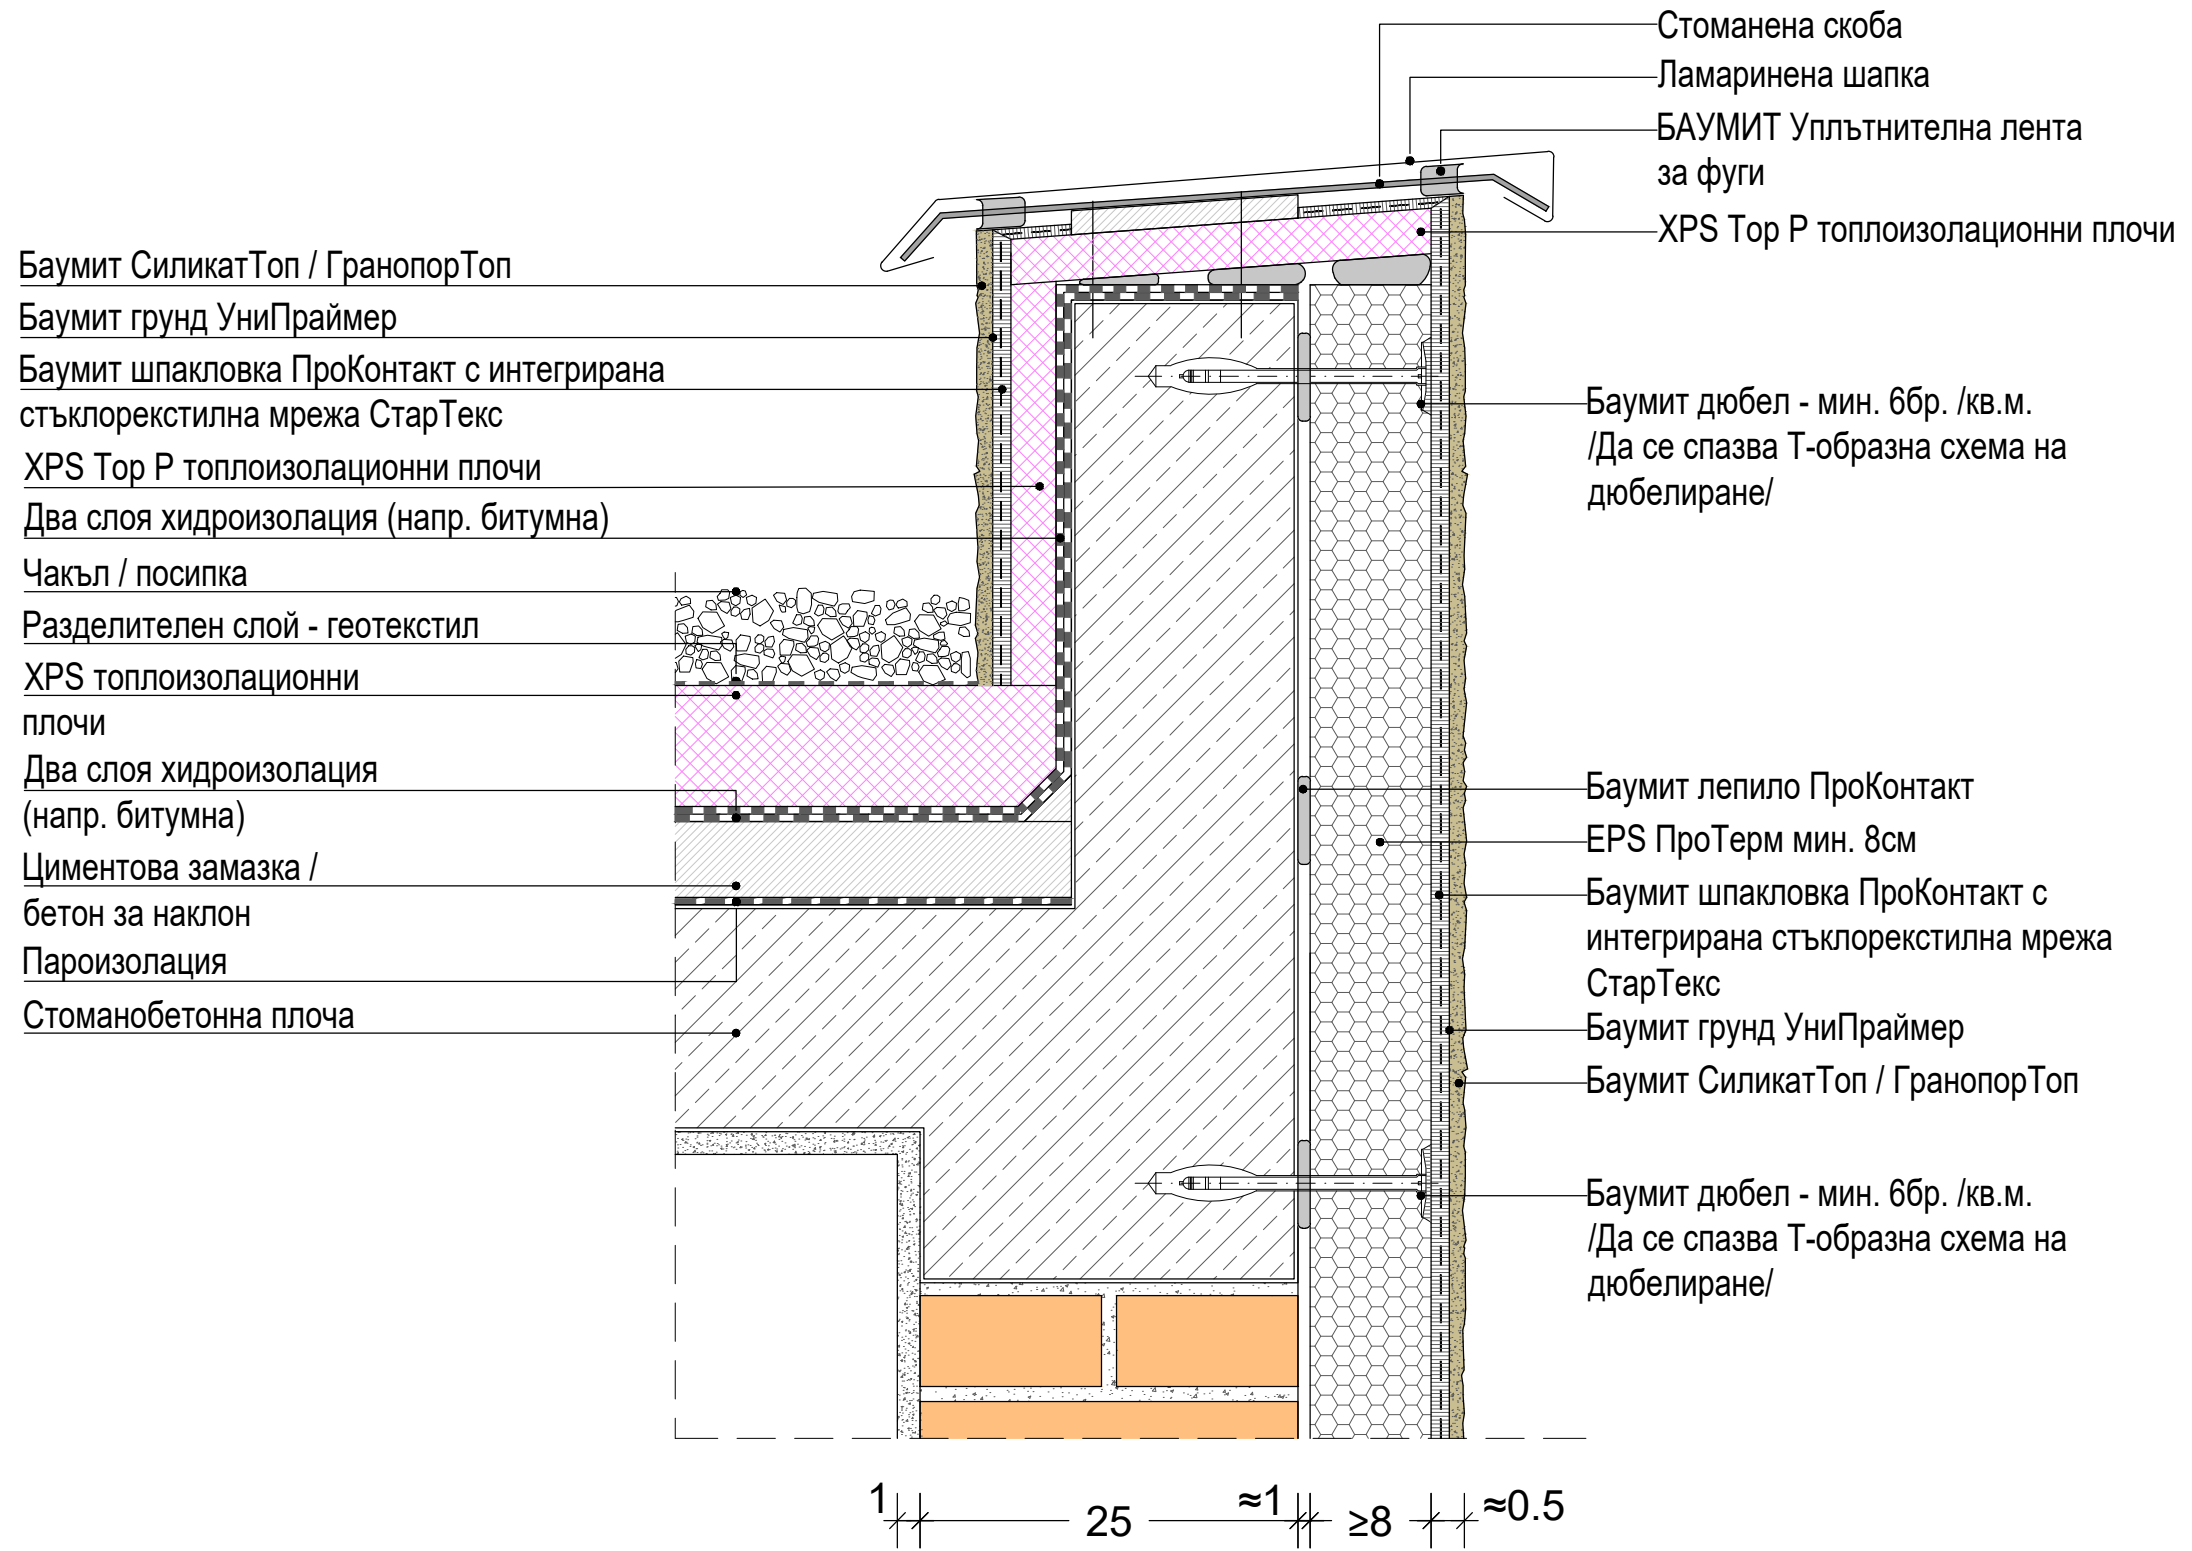 Стоманена скоба
Ламаринена шапка
БАУМИТ Уплътнителна лента
за фуги
XPS Top P топлоизолационни плочи
Баумит СиликатТоп / ГранопорТоп
Баумит грунд УниПраймер
Баумит шпакловка ПроКонтакт с интегрирана
стъклорекстилна мрежа СтарТекс
XPS Top P топлоизолационни плочи
Два слоя хидроизолация (напр. битумна)
Чакъл / посипка
Разделителен слой - геотекстил
XPS топлоизолационни
плочи
Два слоя хидроизолация
(напр. битумна)
Циментова замазка /
бетон за наклон
Пароизолация
Стоманобетонна плоча
Баумит дюбел - мин. 6бр. /кв.м.
/Да се спазва Т-образна схема на
дюбелиране/
Баумит лепило ПроКонтакт
EPS ПроТерм мин. 8см
Баумит шпакловка ПроКонтакт с
интегрирана стъклорекстилна мрежа
СтарТекс
Баумит грунд УниПраймер
Баумит СиликатТоп / ГранопорТоп
Баумит дюбел - мин. 6бр. /кв.м.
/Да се спазва Т-образна схема на
дюбелиране/
1 25 ≈1 ≥8 ≈0.5